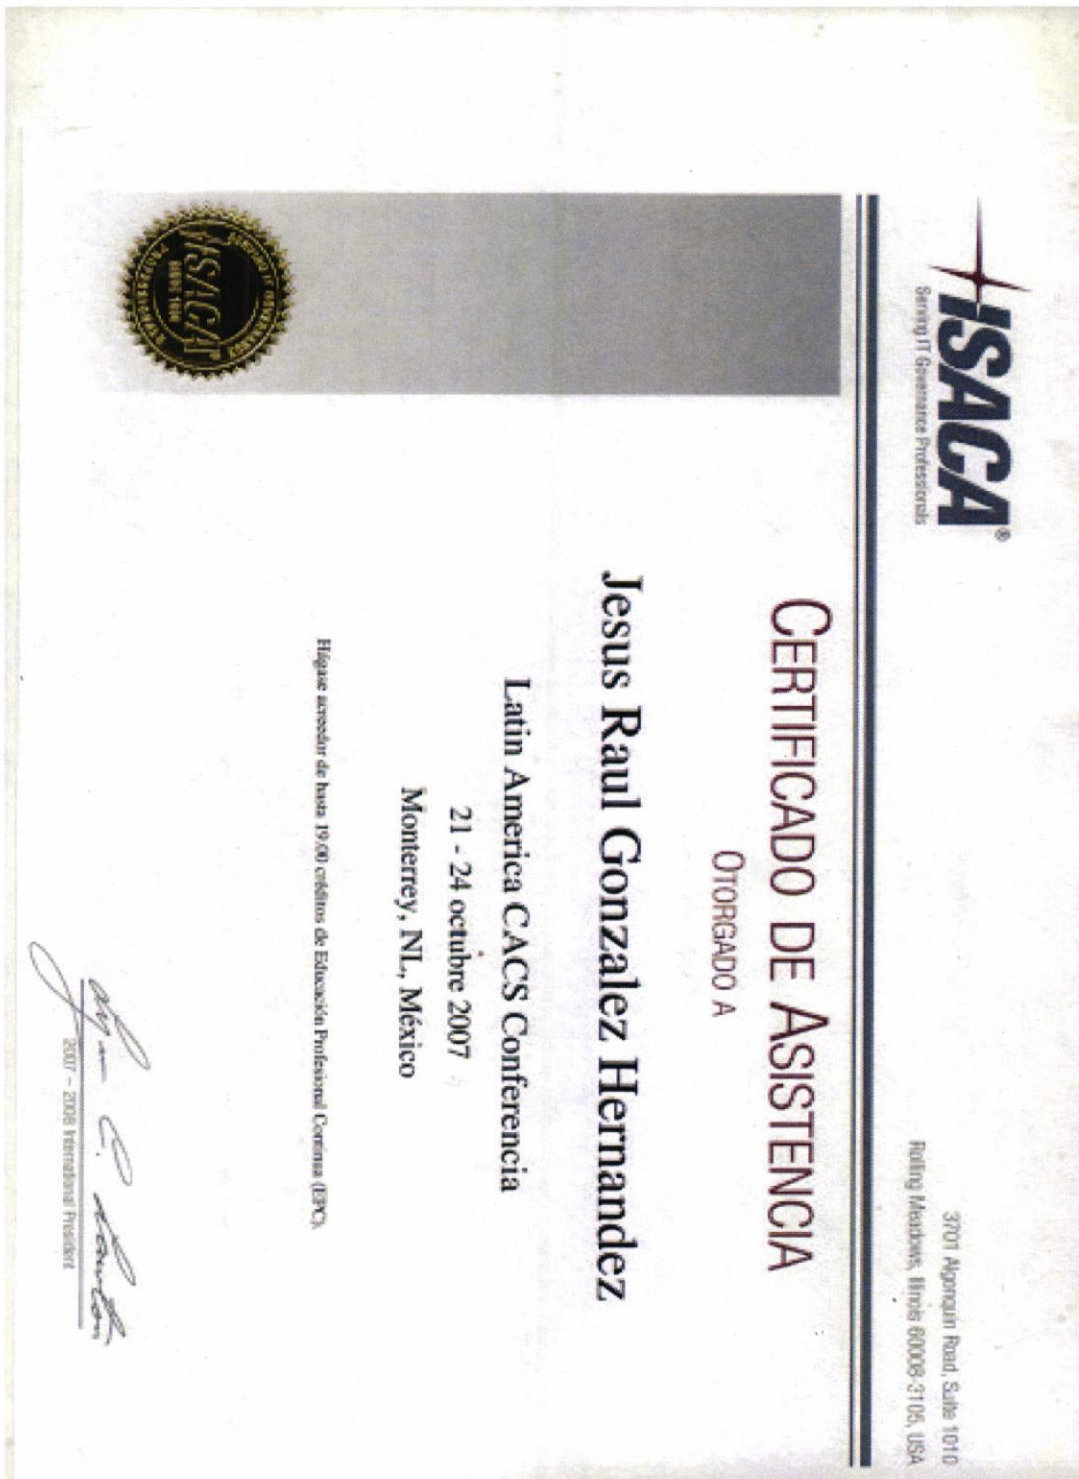 ISACA®
Serving IT Governance Professionals
3701 Algonquin Road, Suite 1010
Rolling Meadows, Illinois 60008-3105, USA
CERTIFICADO DE ASISTENCIA
OTORGADO A
Jesus Raul Gonzalez Hernandez
Latin America CACS Conferencia
21 - 24 octubre 2007
Monterrey, NL., México
Hágase acreedor de hasta 19.00 créditos de Educación Profesional Continua (EPC).
2007 - 2008 International President
ISACA